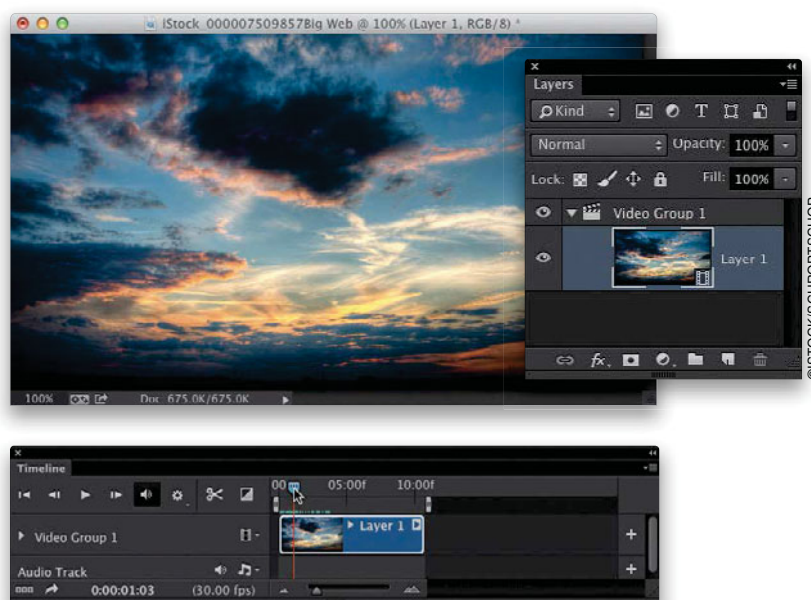 iStock_000007509857Big Web @ 100% (Layer 1, RGB/8) *
Layers
Kind
Normal
Opacity: 100%
Lock:
Fill: 100%
Video Group 1
Layer 1
100%
Doc: 675.0K/675.0K
Timeline
00
05:00f
10:00f
Video Group 1
Layer 1
Audio Track
0:00:01:03
(30.00 fps)